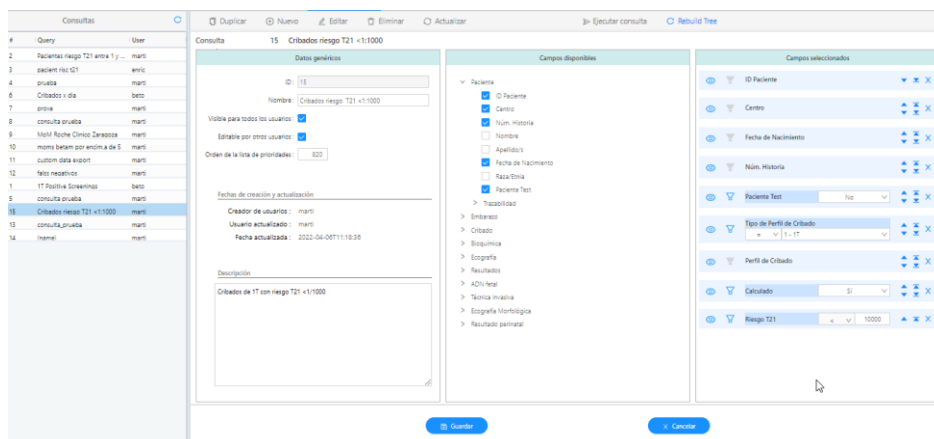 Consultas
# Query User
2 Pacientes riesgo T21 entre 1 y ... marti
3 pacient risc t21 enric
4 prueba marti
6 Cribados x dia beto
7 prova marti
8 consulta prueba marti
9 MoM Roche Clinico Zaragoza marti
10 moms betam por encim.a de 5 marti
11 custom data export marti
12 falsos negativos marti
1 1T Positive Screenings beto
5 consulta prueba marti
15 Cribados riesgo T21 <1:1000 marti
13 consulta_prueba marti
14 marti
Duplicar Nuevo Editar Eliminar Actualizar Ejecutar consulta Rebuild Tree
Consulta 15 Cribados riesgo T21 <1:1000
Datos genéricos
ID: 15
Nombre: Cribados riesgo T21 <1:1000
Visible para todos los usuarios:
Editable por otros usuarios:
Orden de la lista de prioridades: 820
Fechas de creación y actualización
Creador de usuarios: marti
Usuario actualizado: marti
Fecha actualizada: 2022-04-06T11:18:36
Descripción
Cribados de 1T con riesgo T21 <1/1000
Campos disponibles
Paciente
ID Paciente
Centro
Núm. Historia
Nombre
Apellido/s
Fecha de Nacimiento
Raza/Etnia
Paciente Test
Trazabilidad
Embarazo
Cribado
Bioquímica
Ecografía
Resultados
ADN fetal
Técnica invasiva
Ecografía Morfológica
Resultado perinatal
Campos seleccionados
ID Paciente
Centro
Fecha de Nacimiento
Núm. Historia
Paciente Test No
Tipo de Perfil de Cribado
= 1 - 1T
Perfil de Cribado
Calculado Sí
Riesgo T21 < 10000
Guardar Cancelar